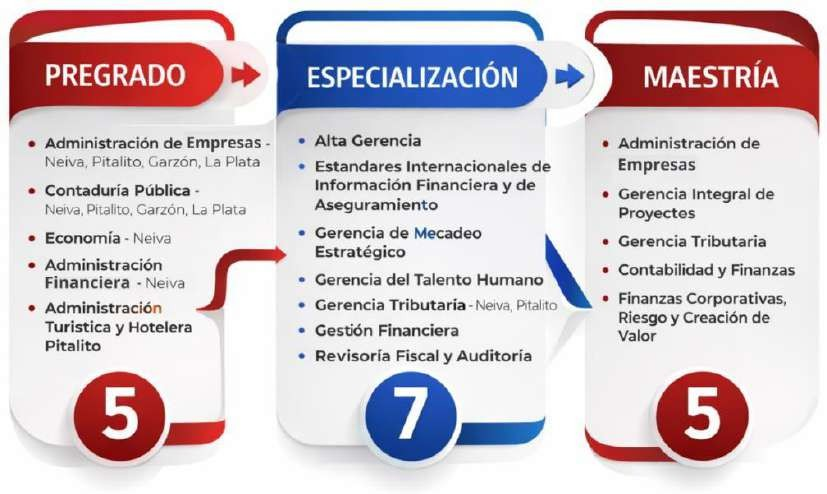 PREGRADO
• Administración de Empresas -
Neiva, Pitalito, Garzón, La Plata
• Contaduría Pública -
Neiva, Pitalito, Garzón, La Plata
• Economía - Neiva
• Administración
Financiera - Neiva
• Administración
Turistica y Hotelera
Pitalito
5
ESPECIALIZACIÓN
• Alta Gerencia
• Estandares Internacionales de
Información Financiera y de
Aseguramiento
• Gerencia de Mecadeo
Estratégico
• Gerencia del Talento Humano
• Gerencia Tributaría - Neiva, Pitalito
• Gestión Financiera
• Revisoría Fiscal y Auditoría
7
MAESTRÍA
• Administración de
Empresas
• Gerencia Integral de
Proyectes
• Gerencia Tributaria
• Contabilidad y Finanzas
• Finanzas Corporativas,
Riesgo y Creación de
Valor
5